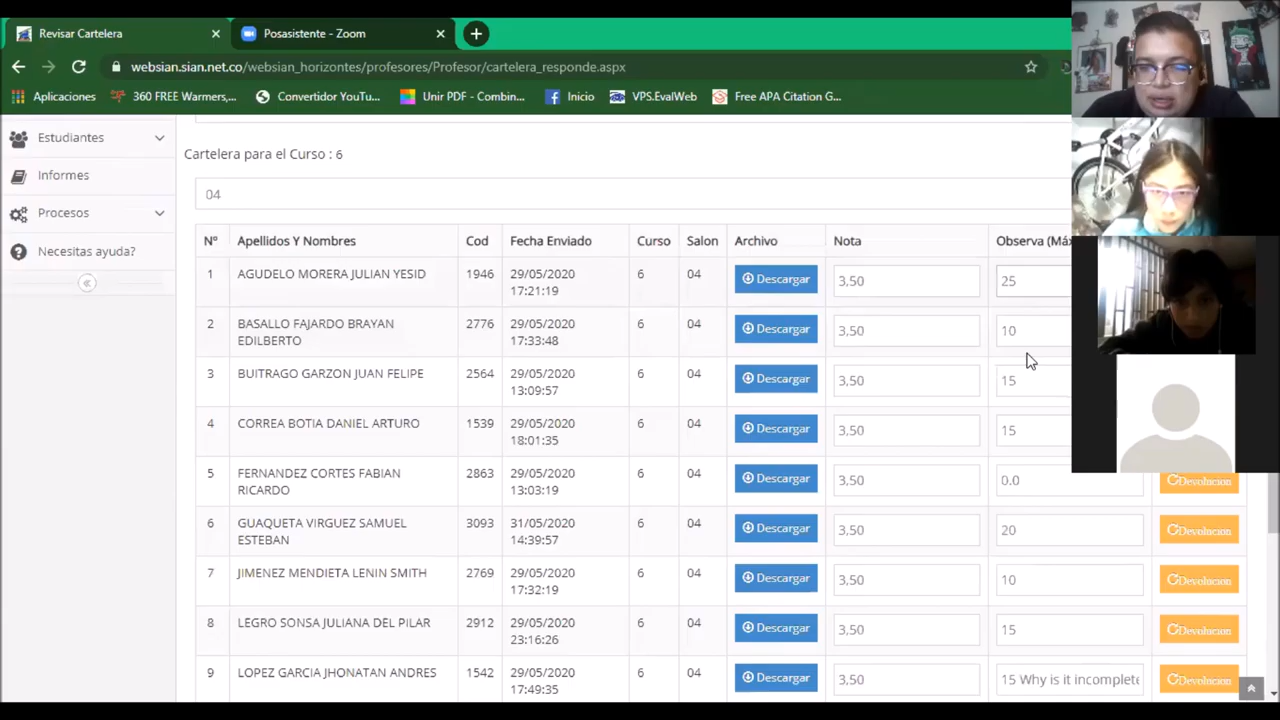 Revisar Cartelera
Posasistente - Zoom
websian.sian.net.co/websian_horizontes/profesores/Profesor/cartelera_responde.aspx
Aplicaciones 360 FREE Warmers,... Convertidor YouTu... Unir PDF - Combin... Inicio VPS.EvalWeb Free APA Citation G...
Estudiantes
Informes
Procesos
Necesitas ayuda?
Cartelera para el Curso : 6
04
Nº Apellidos Y Nombres Cod Fecha Enviado Curso Salon Archivo Nota Observa (Máx
1 AGUDELO MORERA JULIAN YESID 1946 29/05/2020 6 04 Descargar 3,50 25
17:21:19
2 BASALLO FAJARDO BRAYAN 2776 29/05/2020 6 04 Descargar 3,50 10
EDILBERTO 17:33:48
3 BUITRAGO GARZON JUAN FELIPE 2564 29/05/2020 6 04 Descargar 3,50 15
13:09:57
4 CORREA BOTIA DANIEL ARTURO 1539 29/05/2020 6 04 Descargar 3,50 15
18:01:35
5 FERNANDEZ CORTES FABIAN 2863 29/05/2020 6 04 Descargar 3,50 0.0 Devolucion
RICARDO 13:03:19
6 GUAQUETA VIRGUEZ SAMUEL 3093 31/05/2020 6 04 Descargar 3,50 20 Devolucion
ESTEBAN 14:39:57
7 JIMENEZ MENDIETA LENIN SMITH 2769 29/05/2020 6 04 Descargar 3,50 10 Devolucion
17:32:19
8 LEGRO SONSA JULIANA DEL PILAR 2912 29/05/2020 6 04 Descargar 3,50 15 Devolucion
23:16:26
9 LOPEZ GARCIA JHONATAN ANDRES 1542 29/05/2020 6 04 Descargar 3,50 15 Why is it incomplete Devolucion
17:49:35